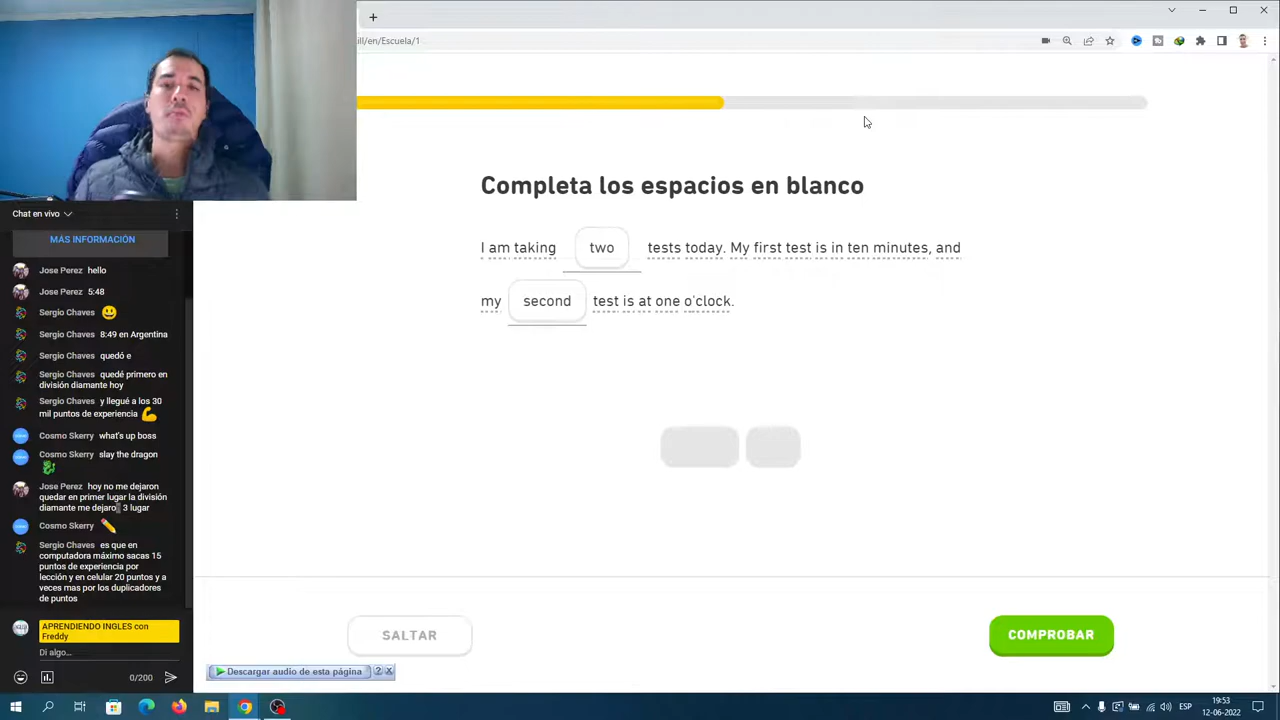 ill/en/Escuela/1
Completa los espacios en blanco
I am taking two tests today. My first test is in ten minutes, and
my second test is at one o'clock.
SALTAR
COMPROBAR
Descargar audio de esta página
Chat en vivo
MÁS INFORMACIÓN
Jose Perez hello
Jose Perez 5:48
Sergio Chaves
Sergio Chaves 8:49 en Argentina
Sergio Chaves quedó e
Sergio Chaves quedé primero en
división diamante hoy
Sergio Chaves y llegué a los 30
mil puntos de experiencia
Cosmo Skerry what's up boss
Cosmo Skerry slay the dragon
Jose Perez hoy no me dejaron
quedar en primer lugar la división
diamante me dejaro 3 lugar
Cosmo Skerry
Sergio Chaves es que en
computadora máximo sacas 15
puntos de experiencia por
lección y en celular 20 puntos y a
veces mas por los duplicadores
de puntos
APRENDIENDO INGLES con
Freddy
Di algo...
0/200
ESP
19:53
12-06-2022